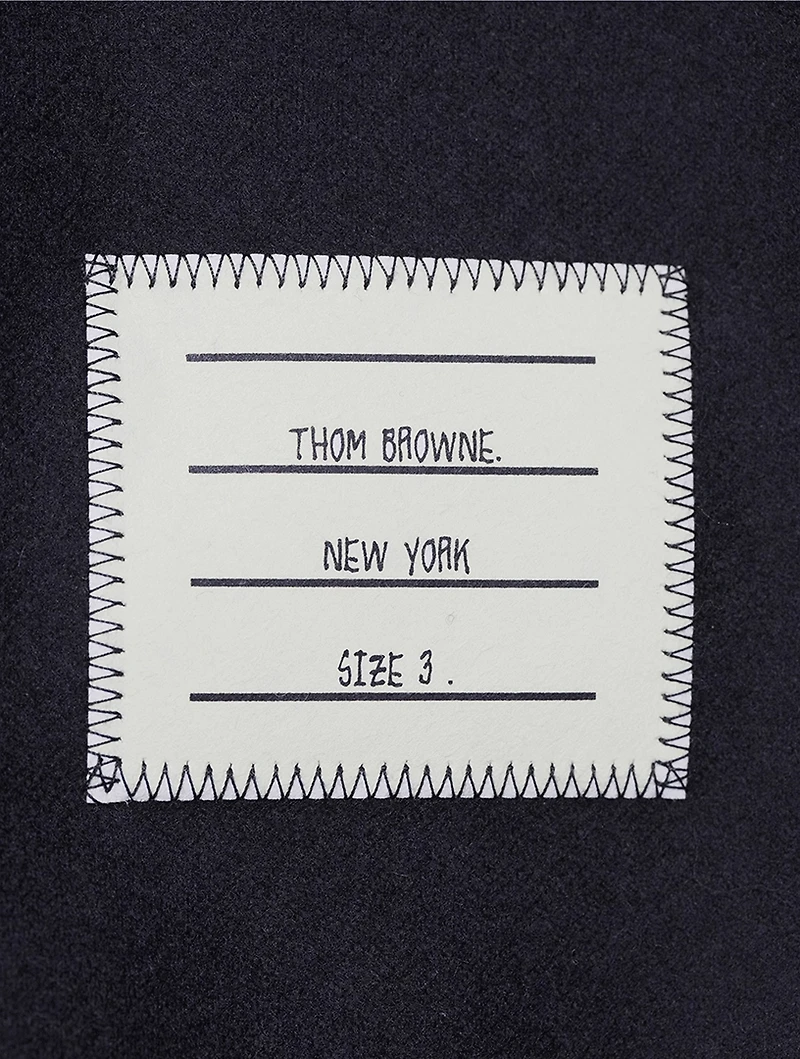 THOM BROWNE.
NEW YORK
SIZE 3 .